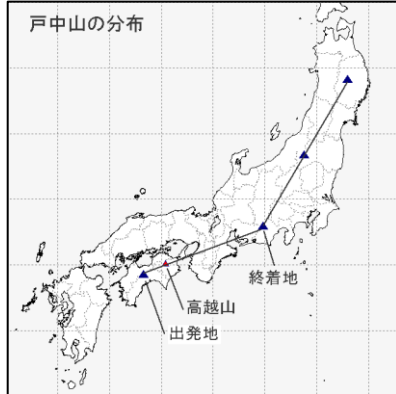 戸中山の分布
終着地
高越山
出発地